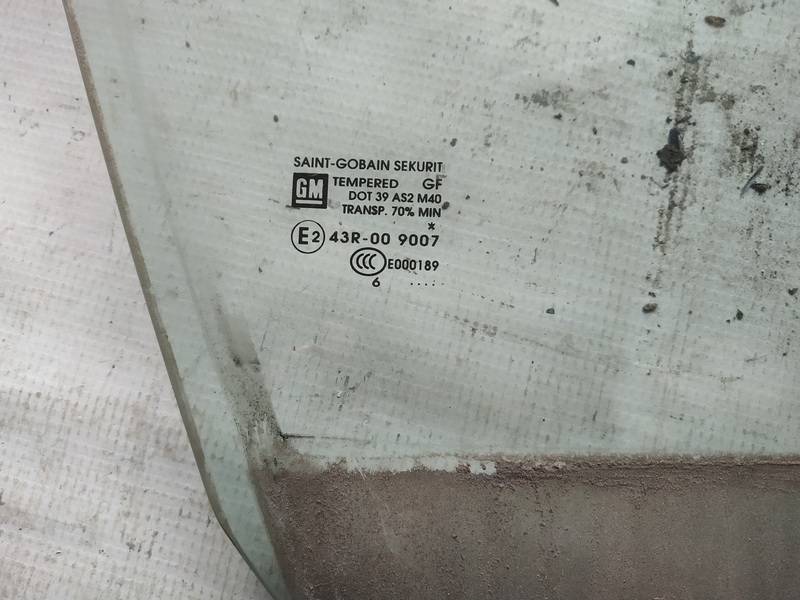 SAINT-GOBAIN SEKURIT
GM TEMPERED GF
DOT 39 AS2 M40
TRANSP. 70% MIN
*
E2 43R-00 9007
CCC E000189
6 ....